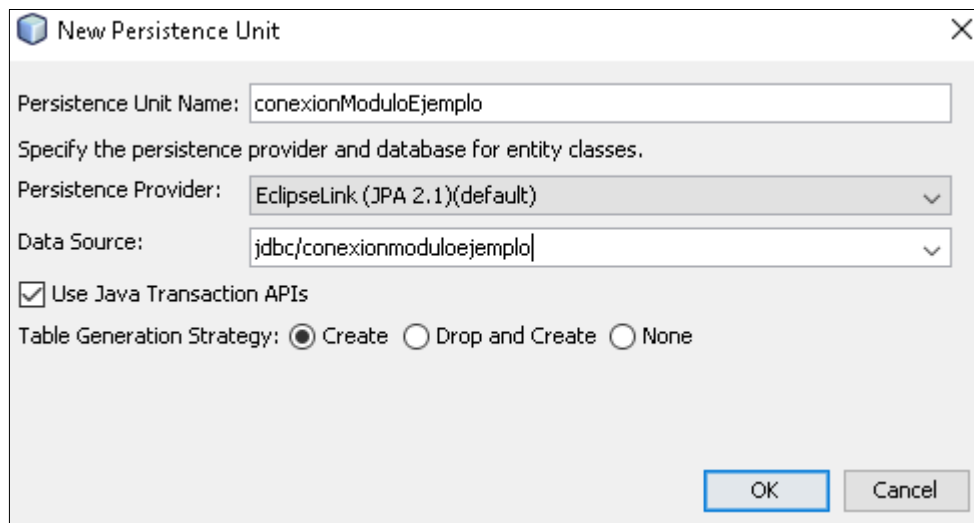 New Persistence Unit
Persistence Unit Name: conexionModuloEjemplo
Specify the persistence provider and database for entity classes.
Persistence Provider: EclipseLink (JPA 2.1)(default)
Data Source: jdbc/conexionmoduloejemplo
Use Java Transaction APIs
Table Generation Strategy: Create Drop and Create None
OK Cancel